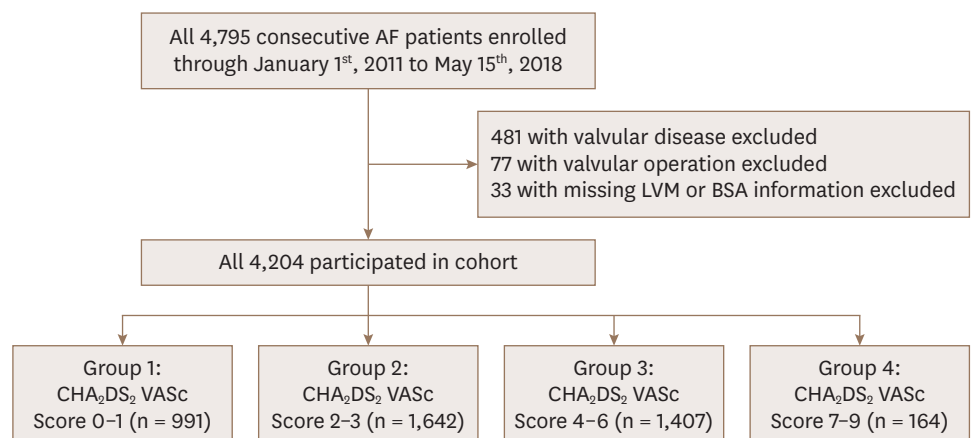 All 4,795 consecutive AF patients enrolled
through January 1st, 2011 to May 15th, 2018
481 with valvular disease excluded
77 with valvular operation excluded
33 with missing LVM or BSA information excluded
All 4,204 participated in cohort
Group 1:
CHA₂DS₂ VASc
Score 0–1 (n = 991)
Group 2:
CHA₂DS₂ VASc
Score 2–3 (n = 1,642)
Group 3:
CHA₂DS₂ VASc
Score 4–6 (n = 1,407)
Group 4:
CHA₂DS₂ VASc
Score 7–9 (n = 164)